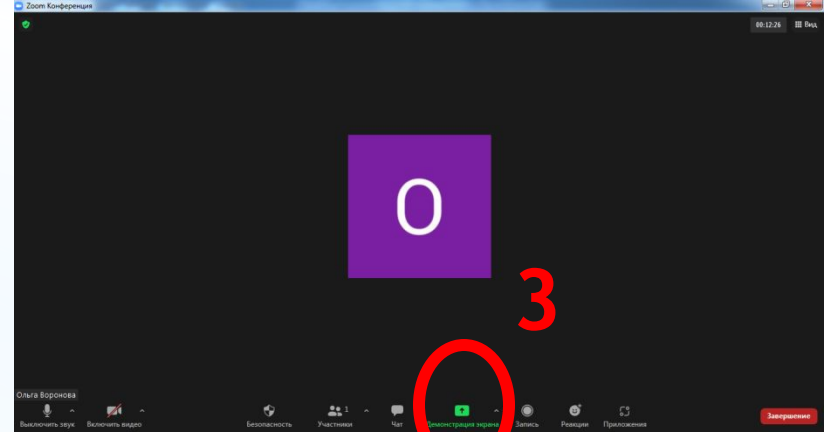 Zoom Конференция
00:12:26 Вид
О
3
Ольга Воронова
1
Выключить звук Включить видео Безопасность Участники Чат Демонстрация экрана Запись Реакции Приложения Завершение